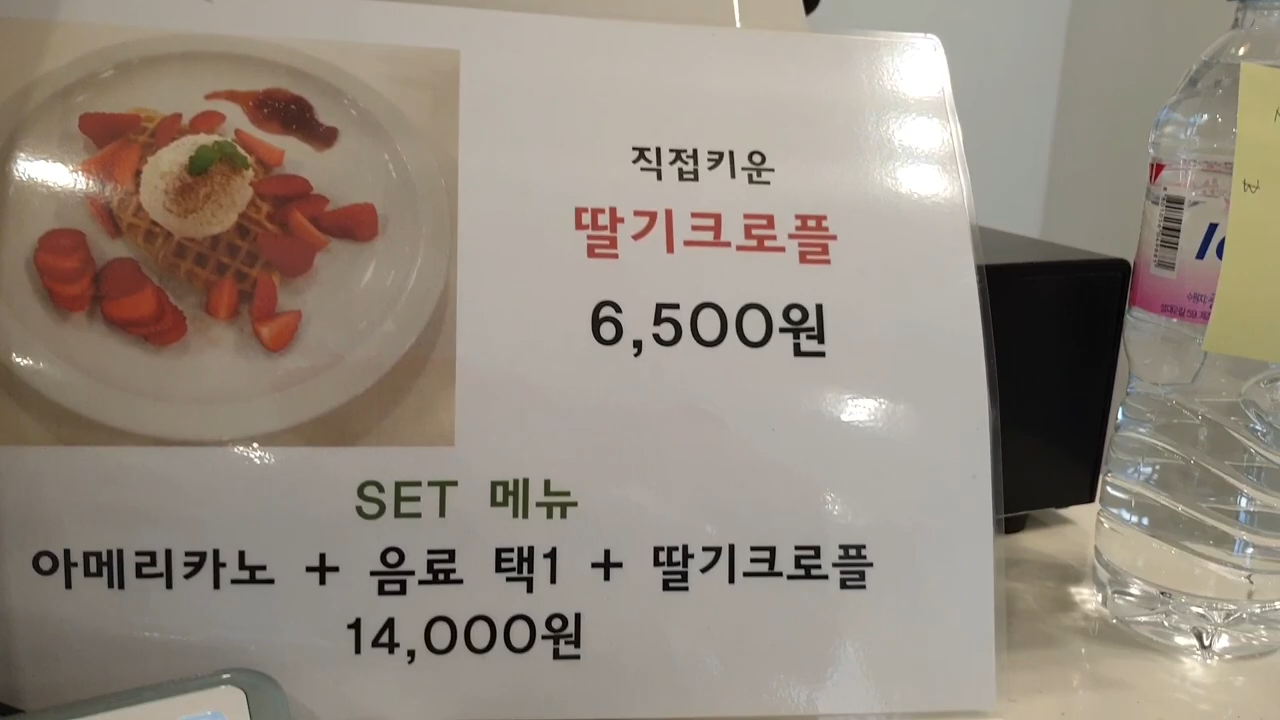 직접키운
딸기크로플
6,500원
SET 메뉴
아메리카노 + 음료 택1 + 딸기크로플
14,000원